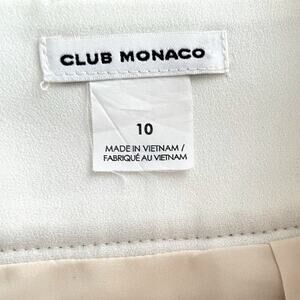 CLUB MONACO
10
MADE IN VIETNAM /
FABRIQUÉ AU VIETNAM